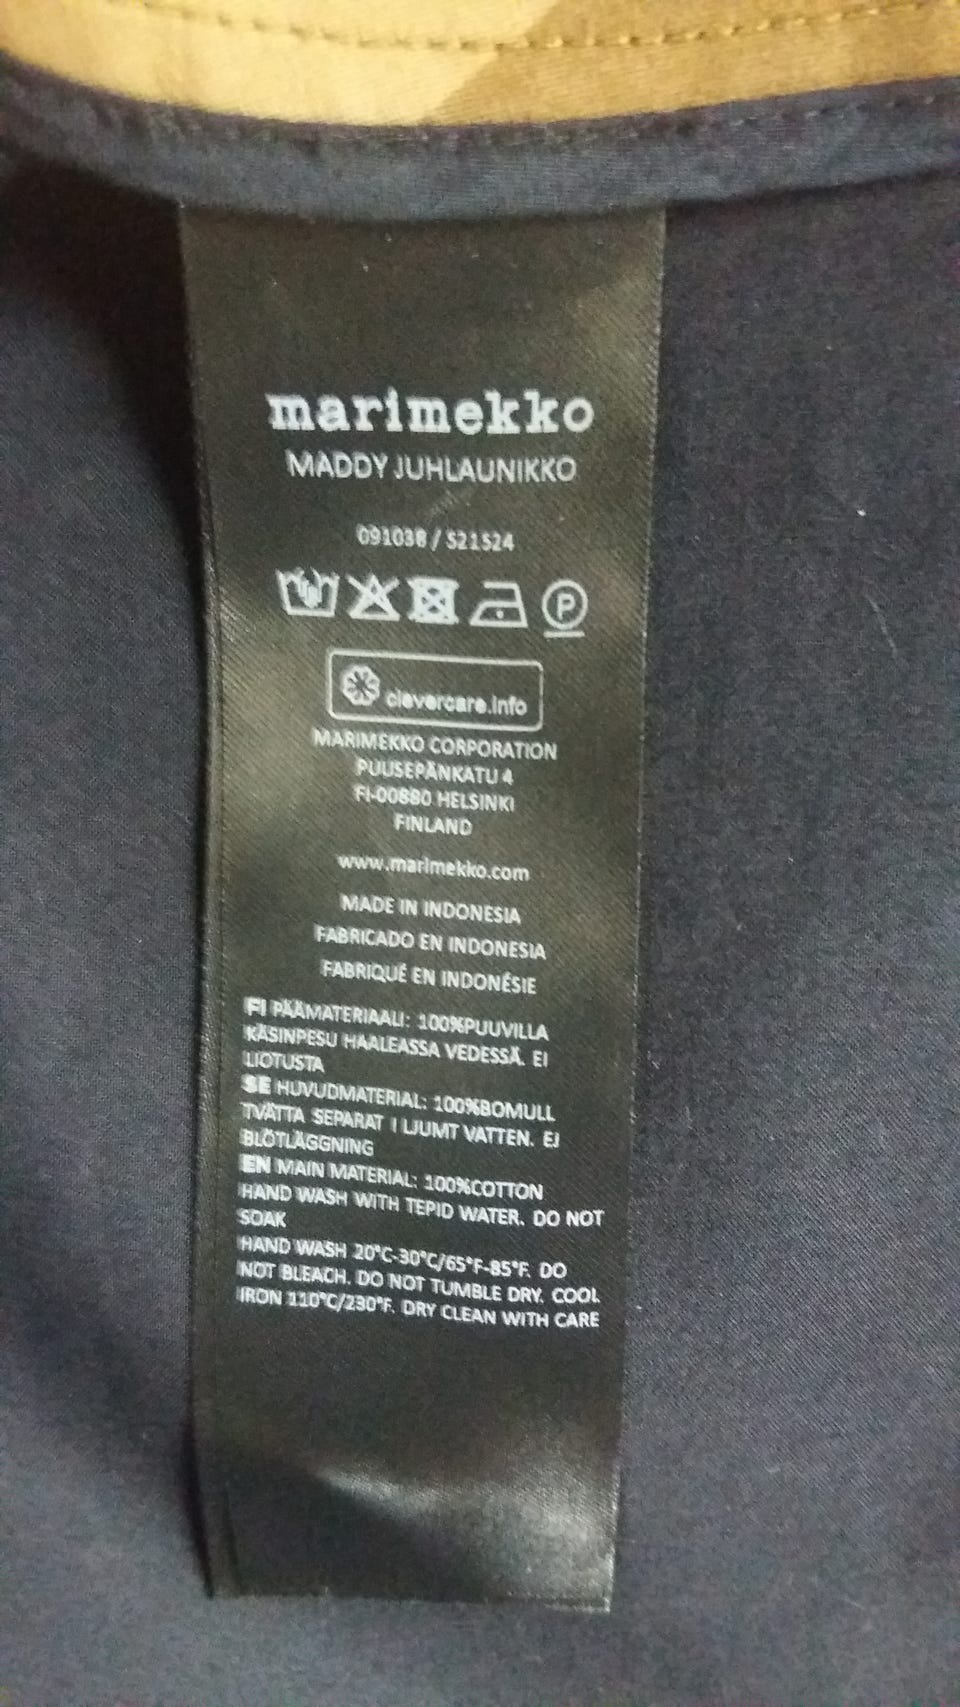 marimekko
MADDY JUHLAUNIKKO
091038 / S21524
P
clevercare.info
MARIMEKKO CORPORATION
PUUSEPÄNKATU 4
FI-00880 HELSINKI
FINLAND
www.marimekko.com
MADE IN INDONESIA
FABRICADO EN INDONESIA
FABRIQUÉ EN INDONÉSIE
FI PÄÄMATERIAALI: 100%PUUVILLA
KÄSINPESU HAALEASSA VEDESSÄ. EI
LIOTUSTA
SE HUVUDMATERIAL: 100%BOMULL
TVÄTTA SEPARAT I LJUMT VATTEN. EJ
BLÖTLÄGGNING
EN MAIN MATERIAL: 100%COTTON
HAND WASH WITH TEPID WATER. DO NOT
SOAK
HAND WASH 20°C-30°C/65°F-85°F. DO
NOT BLEACH. DO NOT TUMBLE DRY. COOL
IRON 110°C/230°F. DRY CLEAN WITH CARE